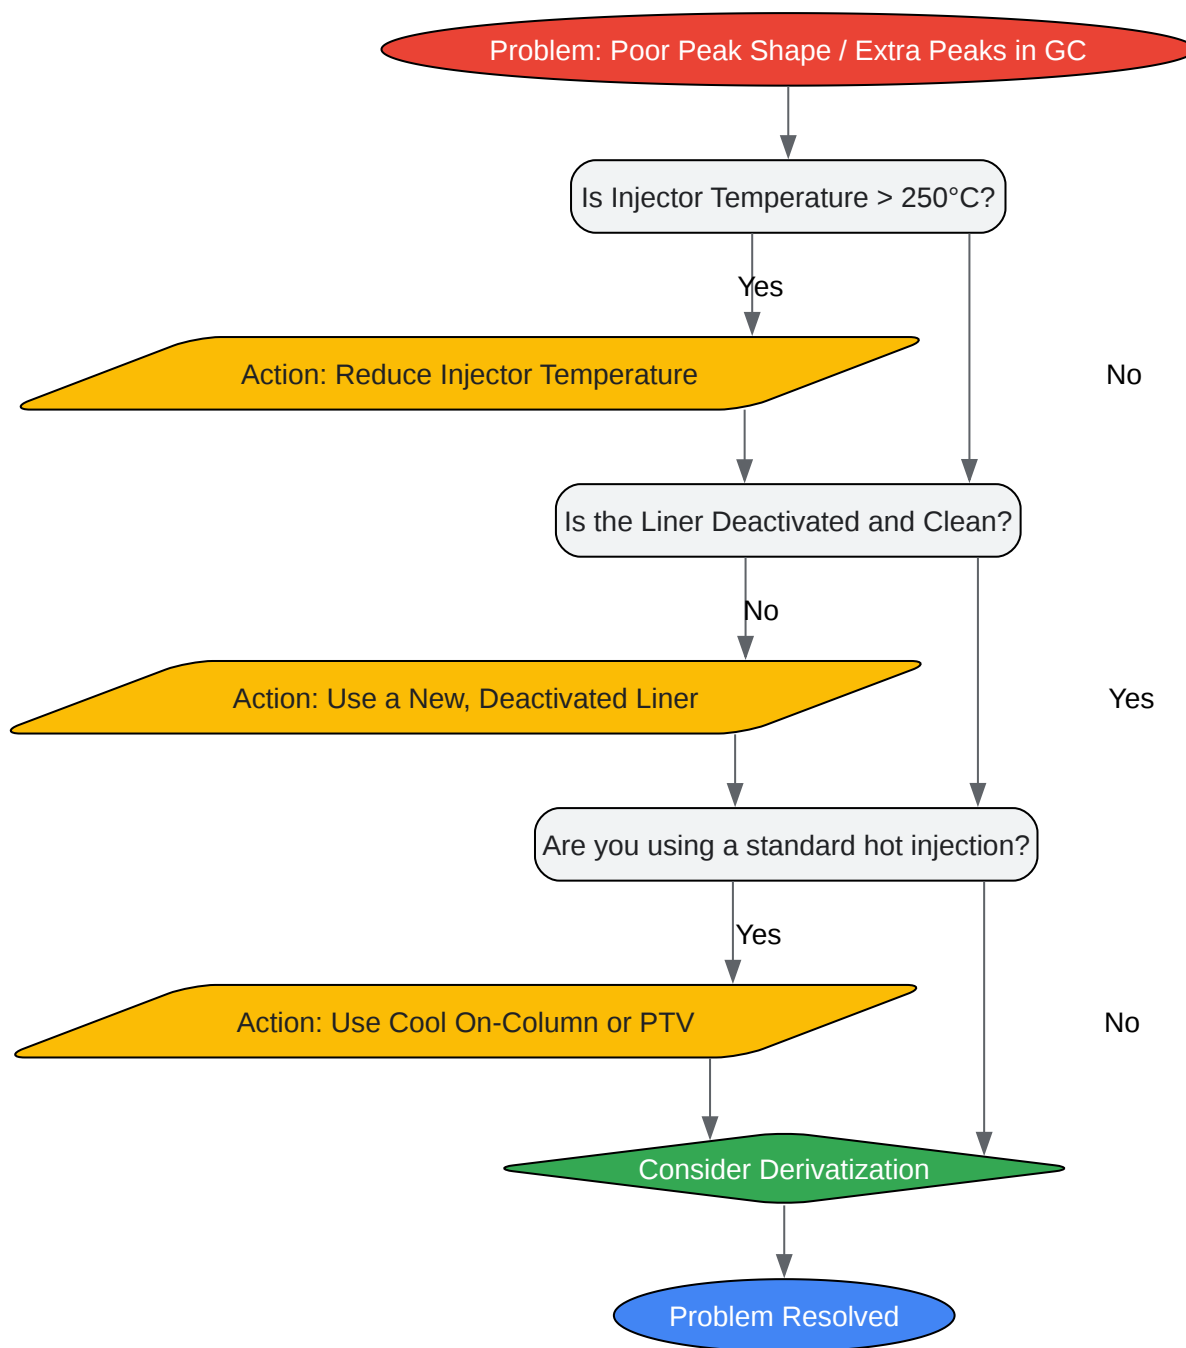 Problem: Poor Peak Shape / Extra Peaks in GC
Is Injector Temperature > 250°C?
Yes
Action: Reduce Injector Temperature
No
Is the Liner Deactivated and Clean?
No
Action: Use a New, Deactivated Liner
Yes
Are you using a standard hot injection?
Yes
Action: Use Cool On-Column or PTV
No
Consider Derivatization
Problem Resolved